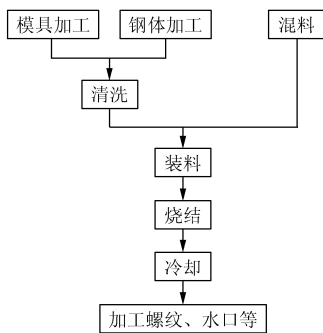 模具加工
钢体加工
混料
清洗
装料
烧结
冷却
加工螺纹、水口等